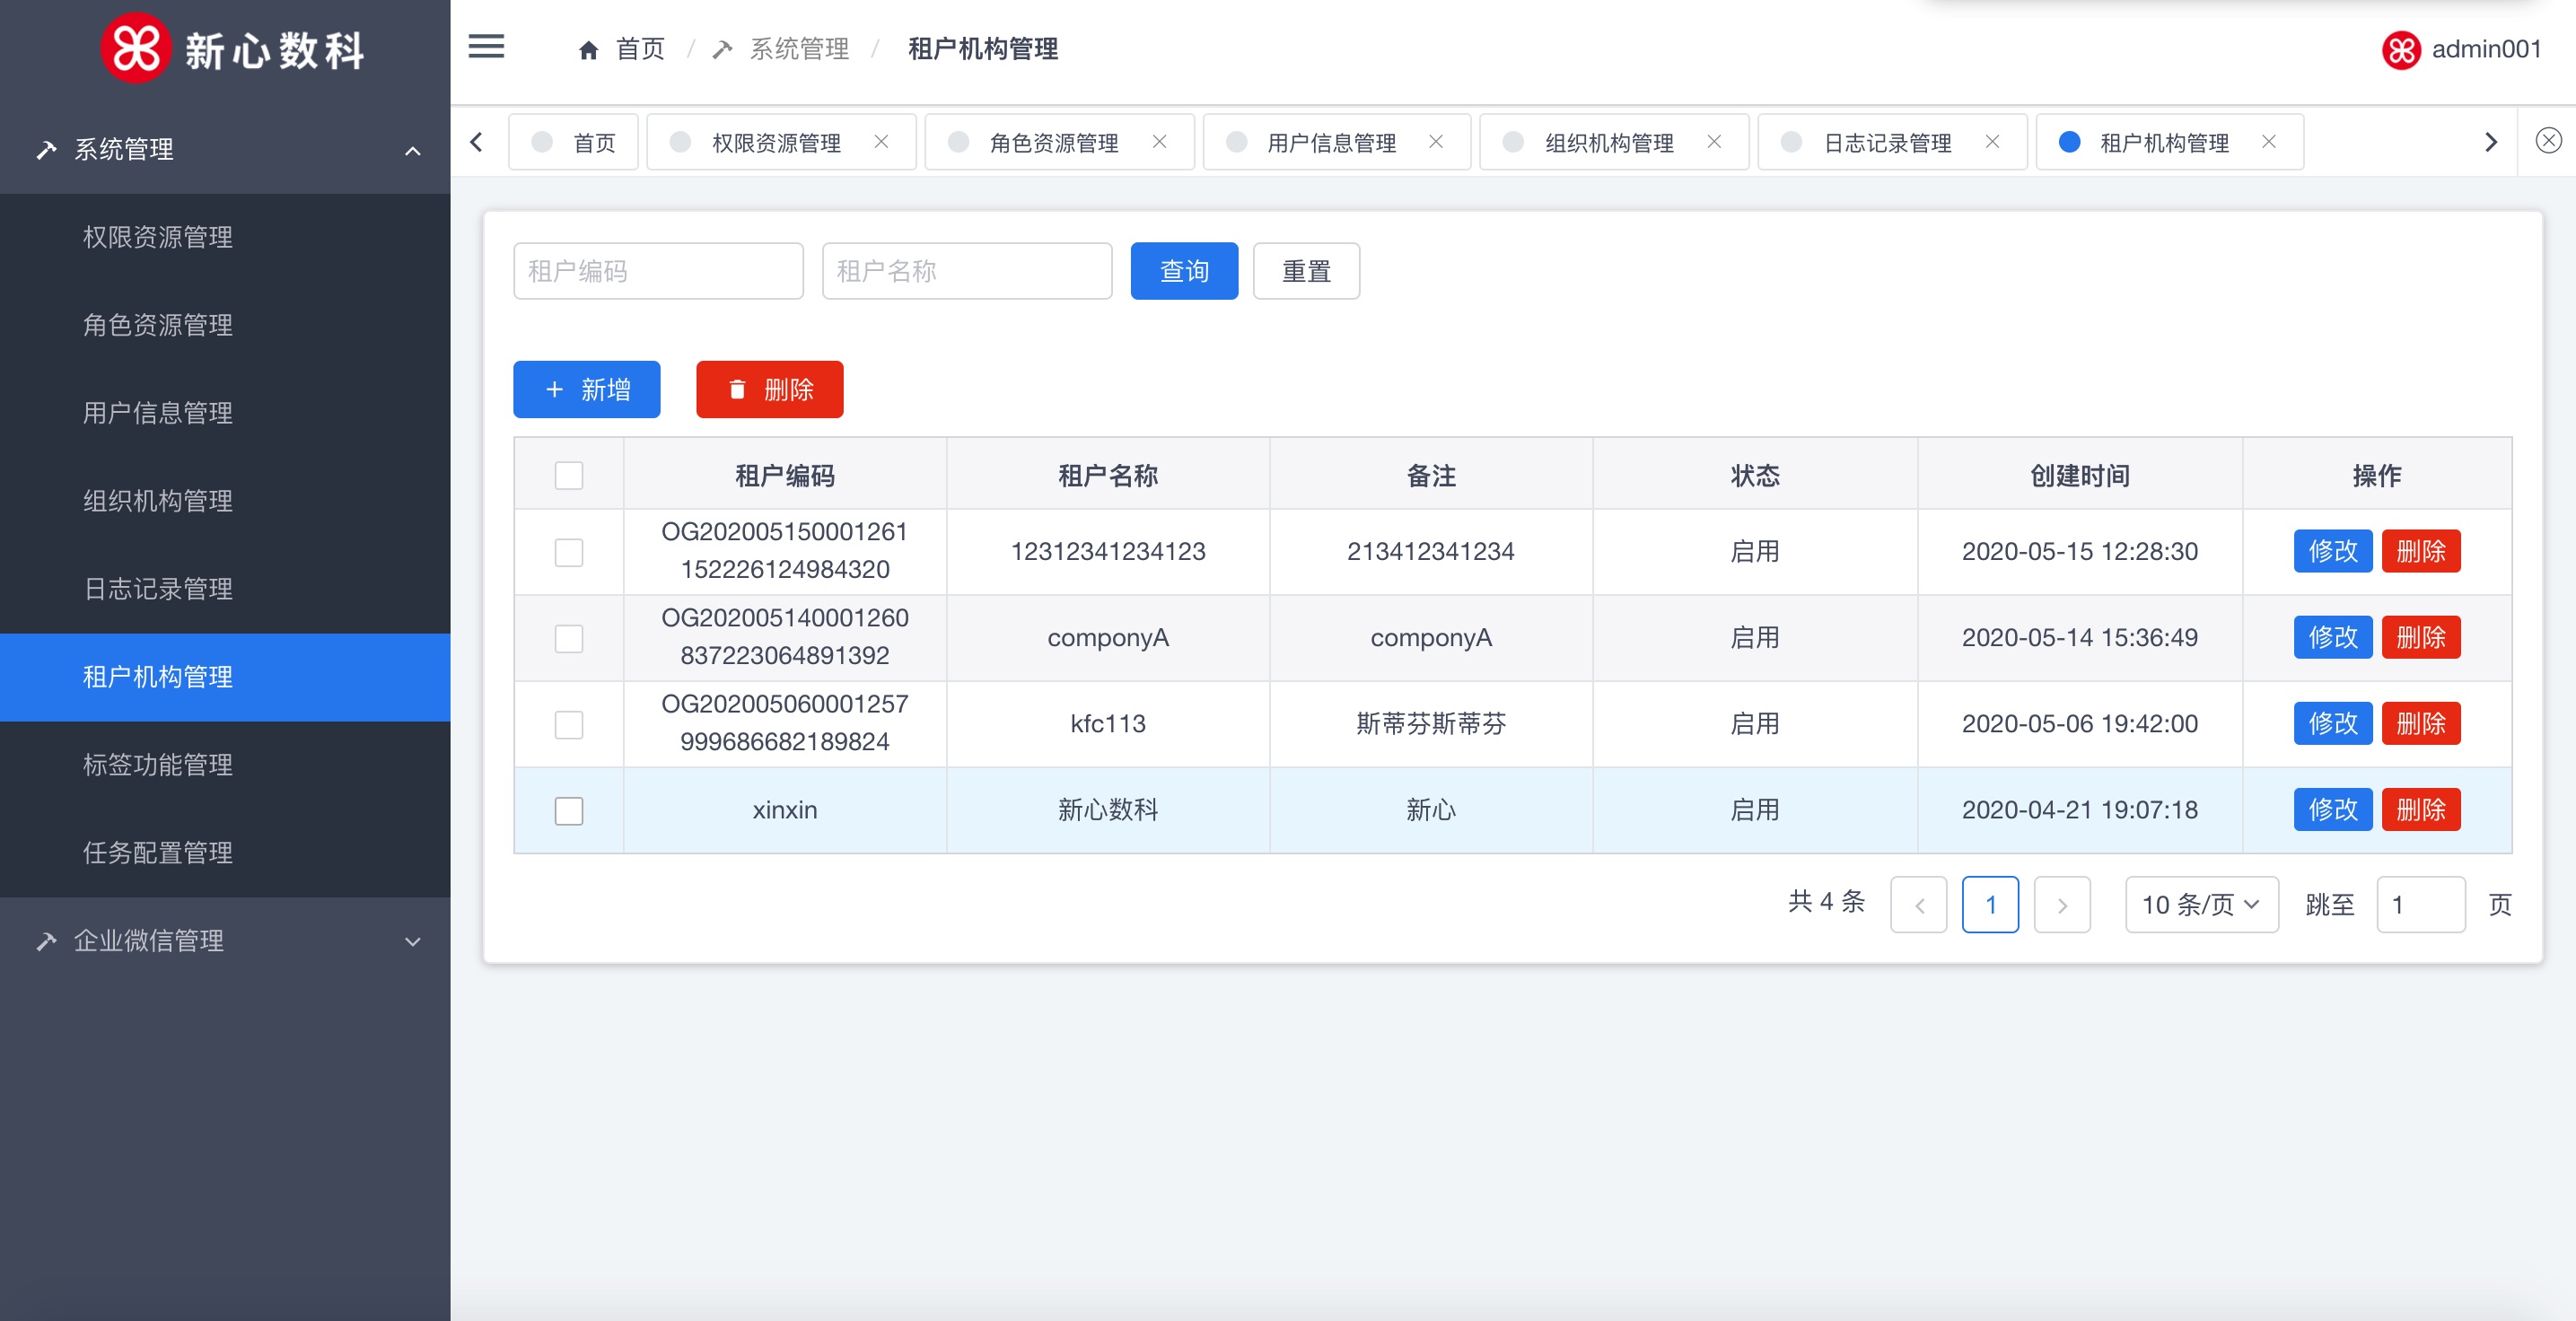 新心数科
首页 / 系统管理 / 租户机构管理
admin001
系统管理
权限资源管理
角色资源管理
用户信息管理
组织机构管理
日志记录管理
租户机构管理
标签功能管理
任务配置管理
企业微信管理
首页 权限资源管理 角色资源管理 用户信息管理 组织机构管理 日志记录管理 租户机构管理
租户编码 租户名称 查询 重置
新增 删除
租户编码 租户名称 备注 状态 创建时间 操作
OG202005150001261
152226124984320
12312341234123 213412341234 启用 2020-05-15 12:28:30 修改 删除
OG202005140001260
837223064891392
componyA componyA 启用 2020-05-14 15:36:49 修改 删除
OG202005060001257
999686682189824
kfc113 斯蒂芬斯蒂芬 启用 2020-05-06 19:42:00 修改 删除
xinxin 新心数科 新心 启用 2020-04-21 19:07:18 修改 删除
共 4 条 1 10 条/页 跳至 1 页